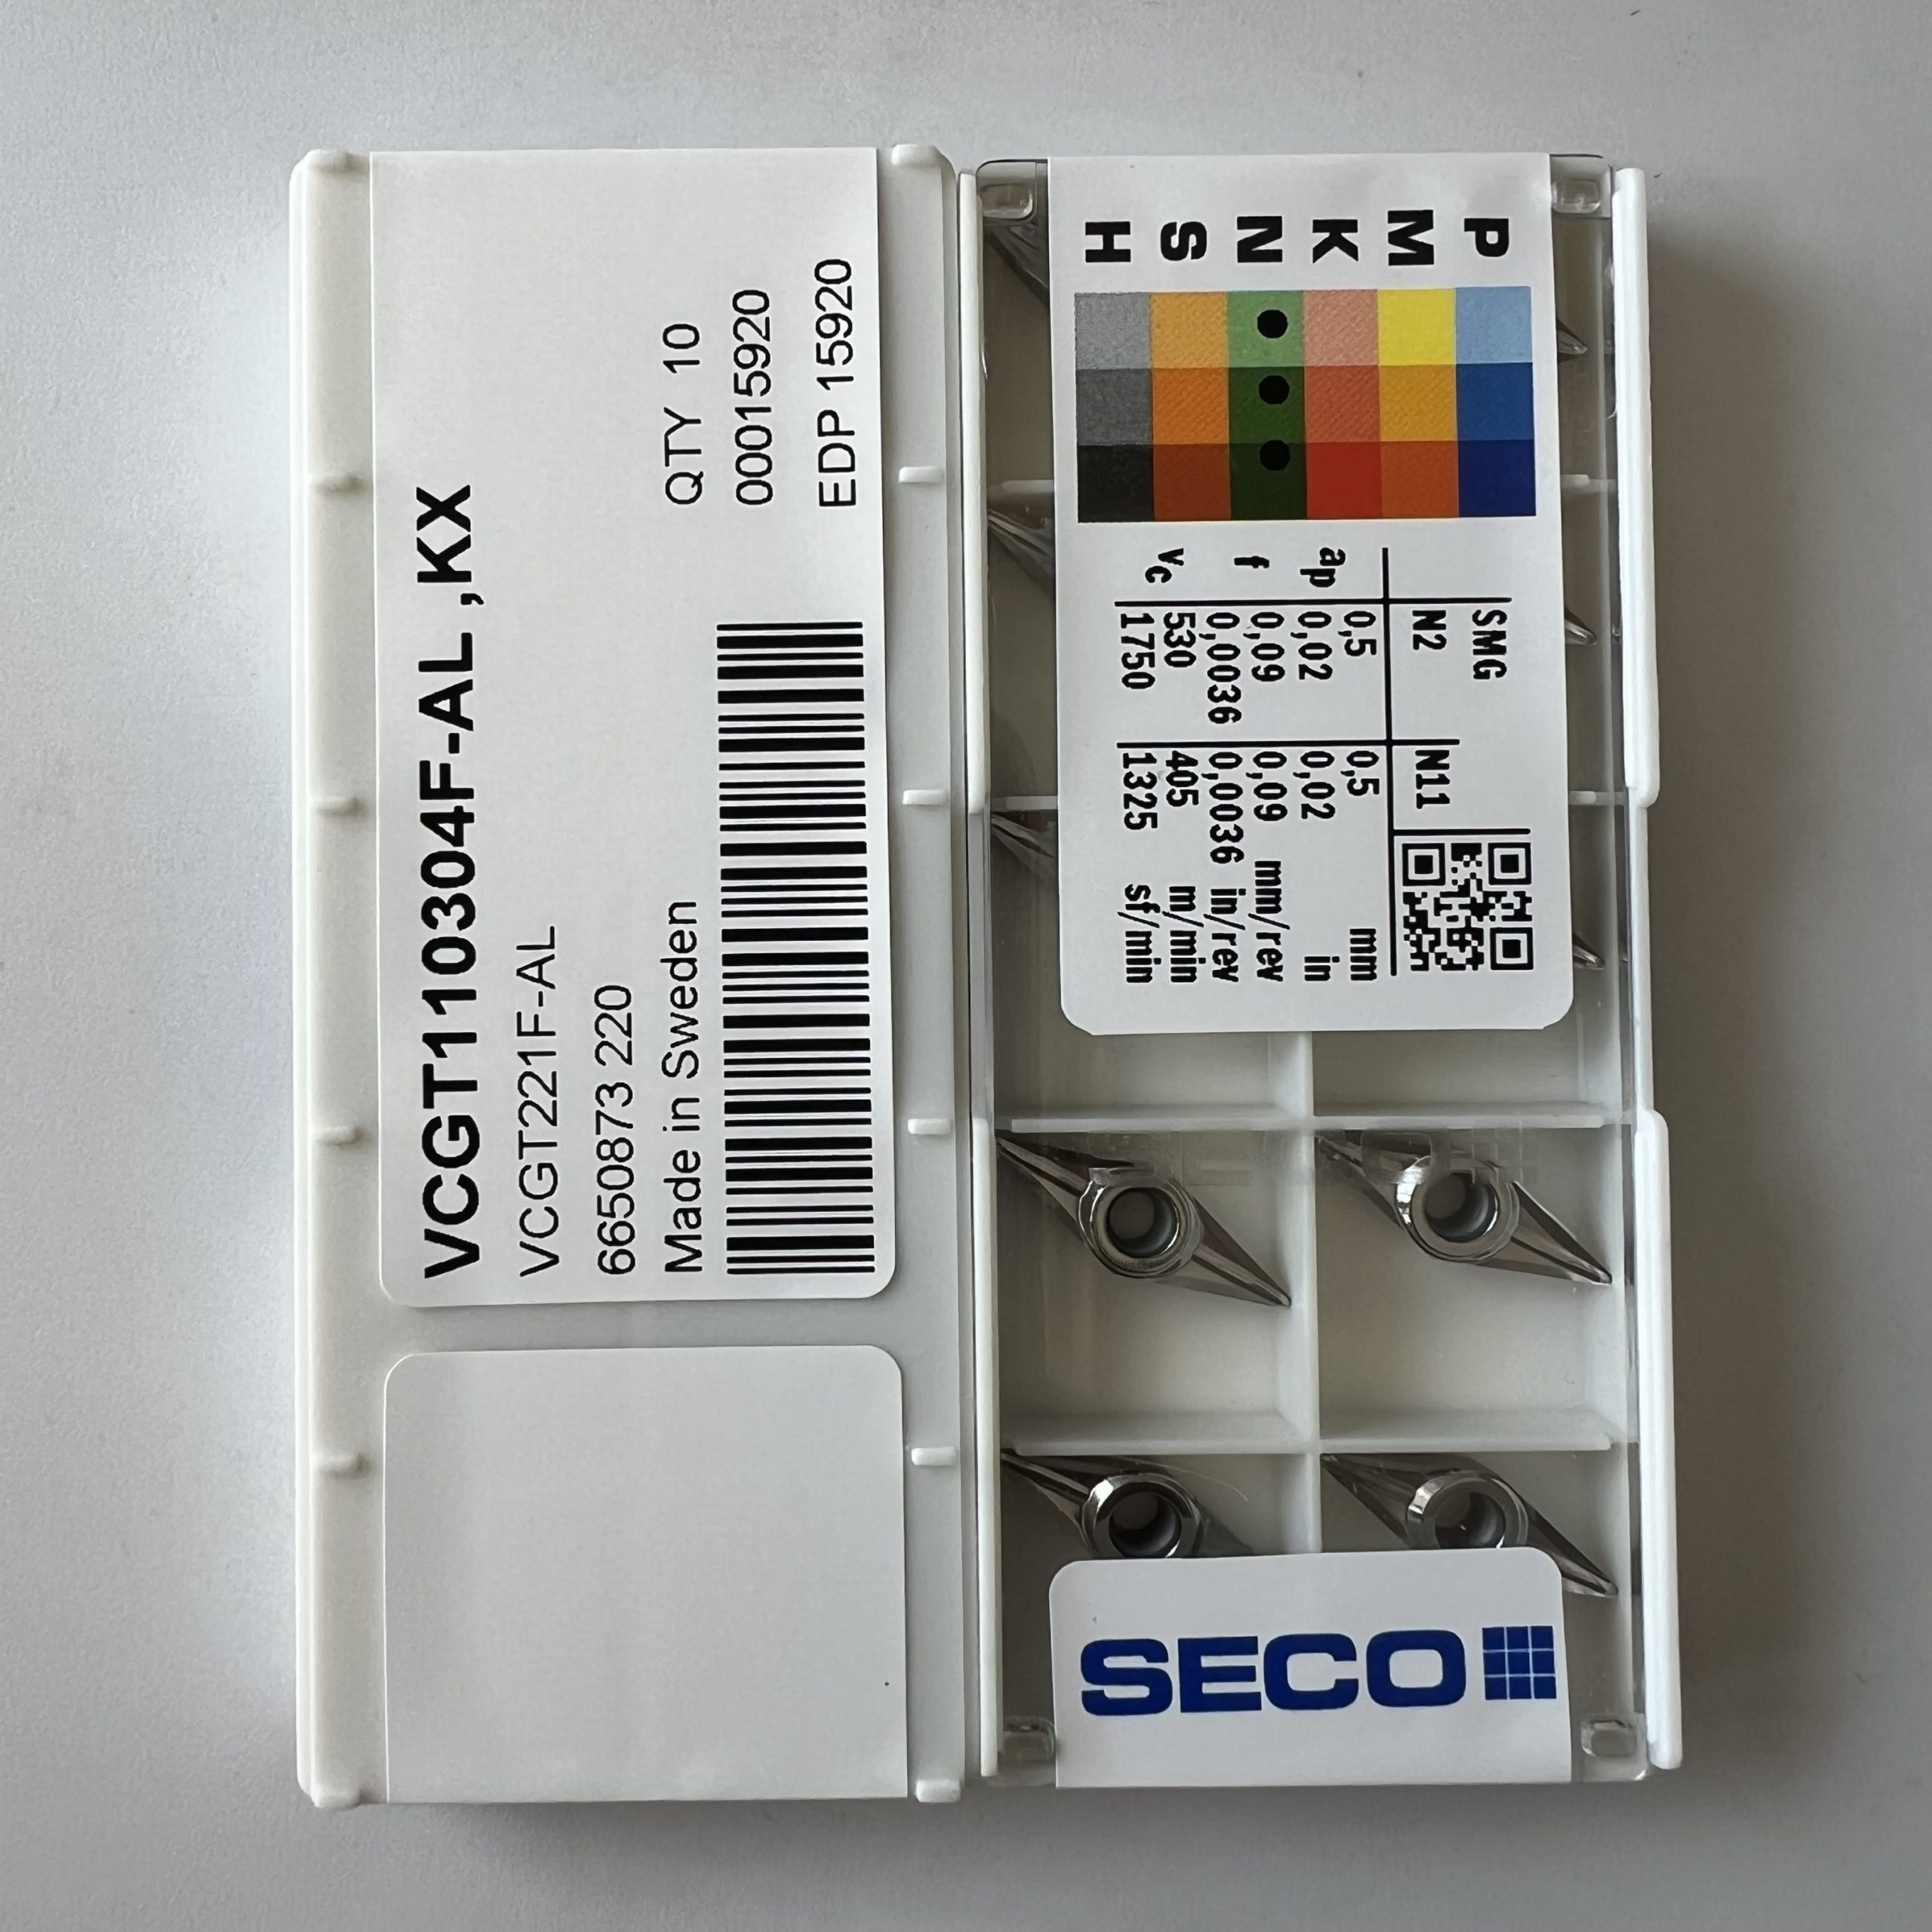 VCGT110304F-AL ,KX
VCGT221F-AL
6650873 220
Made in Sweden
QTY 10
00015920
EDP 15920
P
M
K
N
S
H
SMG
N2 N11
ap 0,5 0,5 mm
0,02 0,02 in
f 0,09 0,09 mm/rev
0,0036 0,0036 in/rev
vc 530 405 m/min
1750 1325 sf/min
SECO